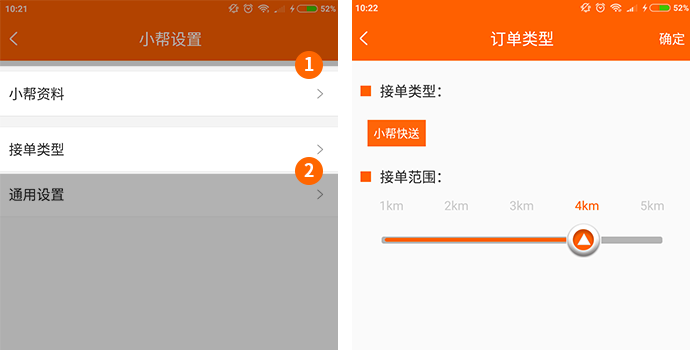 10:21
52%
小帮设置
1
小帮资料
接单类型
2
通用设置
10:22
52%
订单类型
确定
接单类型：
小帮快送
接单范围：
1km 2km 3km 4km 5km